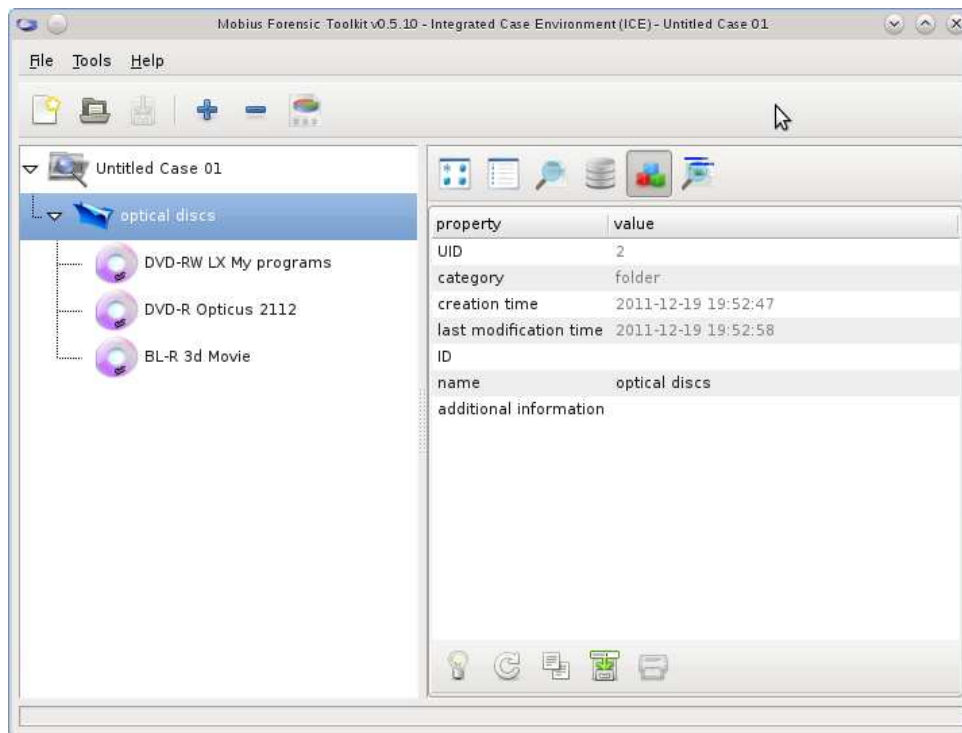 Mobius Forensic Toolkit v0.5.10 - Integrated Case Environment (ICE) - Untitled Case 01
File Tools Help
Untitled Case 01
optical discs
DVD-RW LX My programs
DVD-R Opticus 2112
BL-R 3d Movie
property value
UID 2
category folder
creation time 2011-12-19 19:52:47
last modification time 2011-12-19 19:52:58
ID
name optical discs
additional information